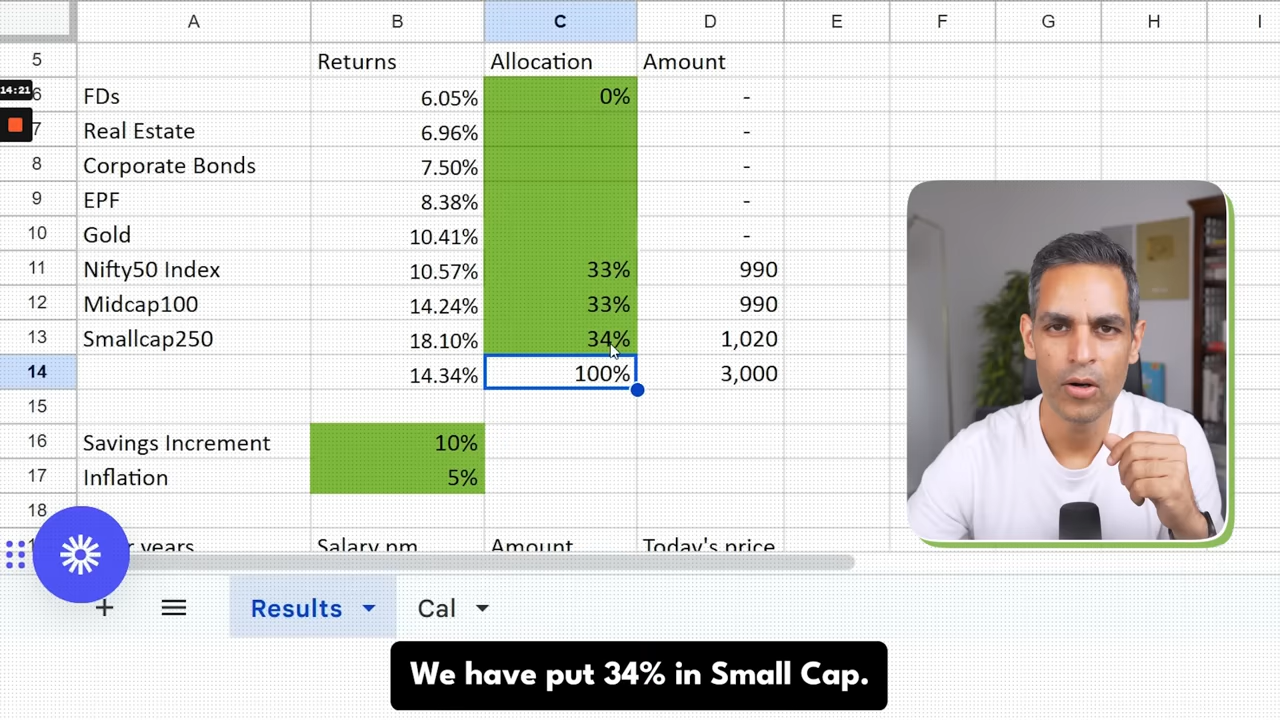 A B C D E F G H I
5 Returns Allocation Amount
14:21
6 FDs 6.05% 0% -
7 Real Estate 6.96% -
8 Corporate Bonds 7.50% -
9 EPF 8.38% -
10 Gold 10.41% -
11 Nifty50 Index 10.57% 33% 990
12 Midcap100 14.24% 33% 990
13 Smallcap250 18.10% 34% 1,020
14 14.34% 100% 3,000
15
16 Savings Increment 10%
17 Inflation 5%
18
years Salary pm Amount Today's price
+ Results Cal
We have put 34% in Small Cap.